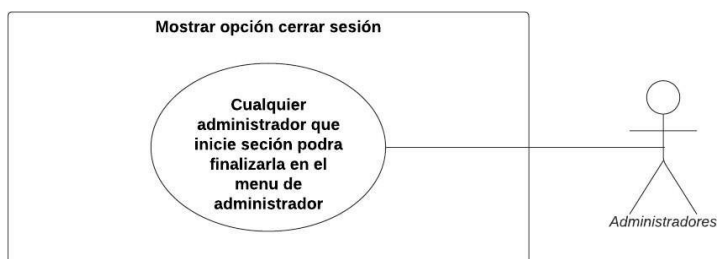 Mostrar opción cerrar sesión
Cualquier
administrador que
inicie seción podra
finalizarla en el
menu de
administrador
Administradores